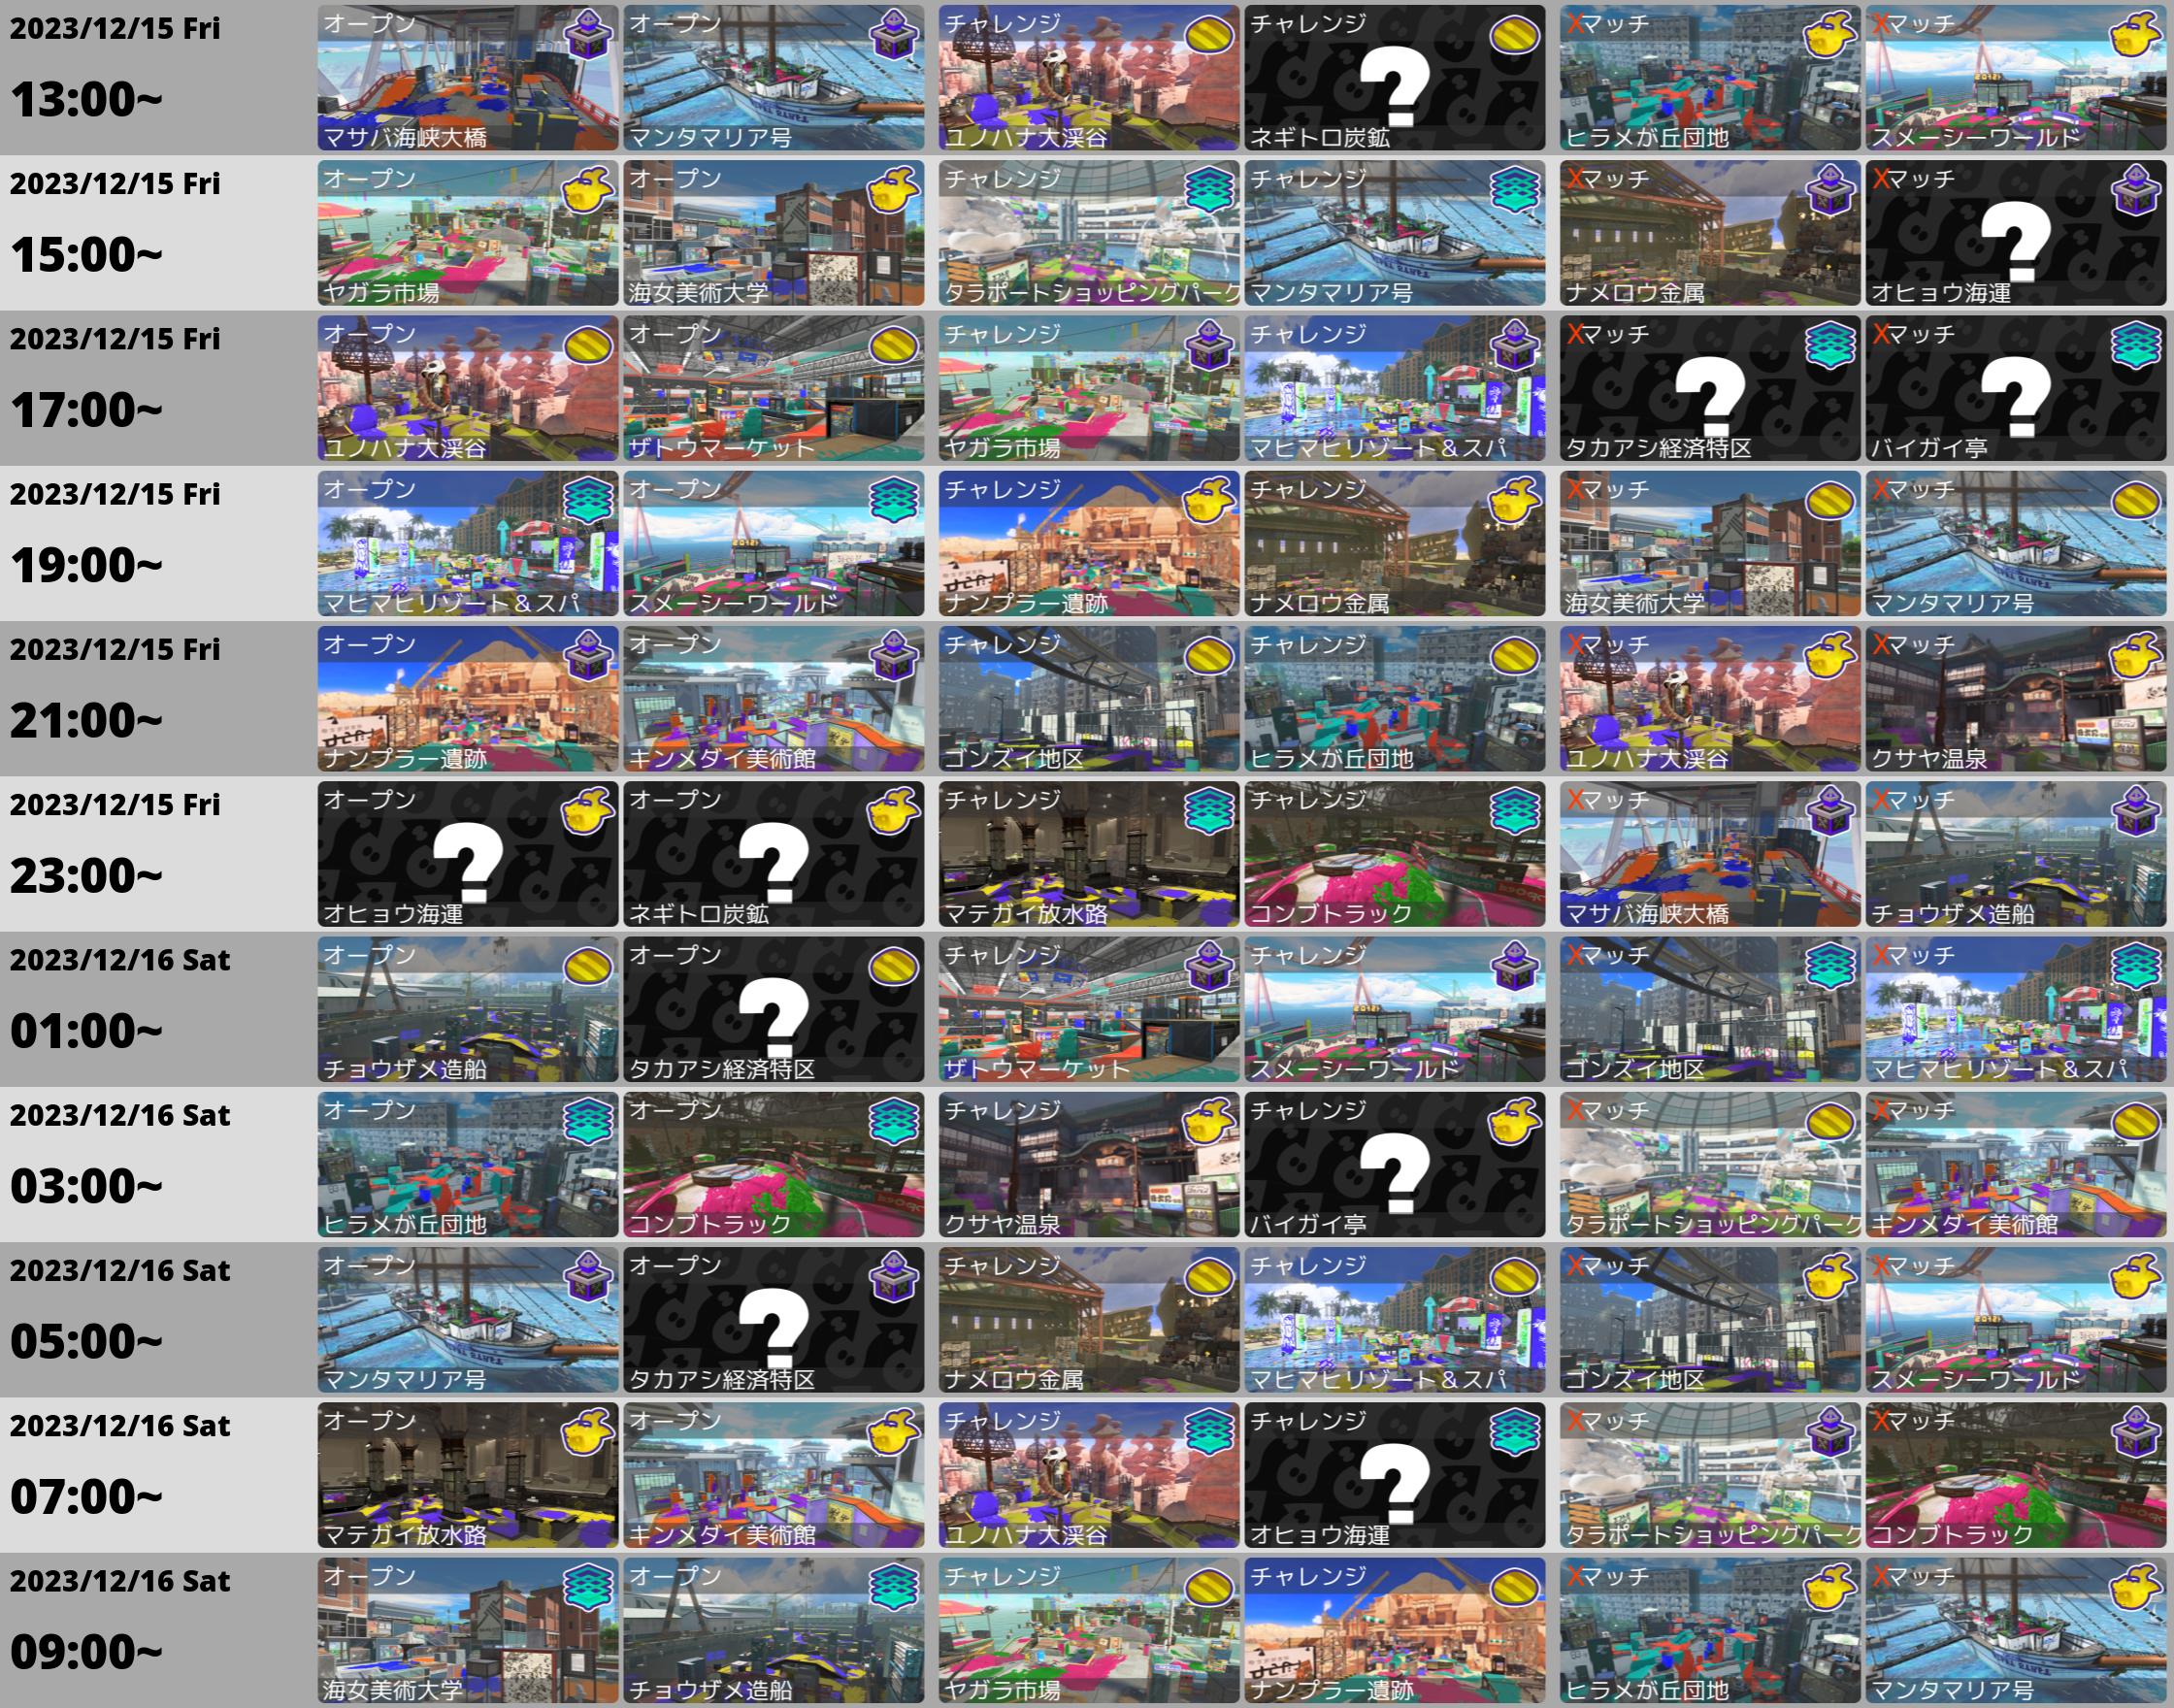 2023/12/15 Fri
13:00~
オープン
マサバ海峡大橋
オープン
マンタマリア号
チャレンジ
ユノハナ大渓谷
チャレンジ
ネギトロ炭鉱
Xマッチ
ヒラメが丘団地
Xマッチ
スメーシーワールド
2023/12/15 Fri
15:00~
オープン
ヤガラ市場
オープン
海女美術大学
チャレンジ
タラポートショッピングパーク
チャレンジ
マンタマリア号
Xマッチ
ナメロウ金属
Xマッチ
オヒョウ海運
2023/12/15 Fri
17:00~
オープン
ユノハナ大渓谷
オープン
ザトウマーケット
チャレンジ
ヤガラ市場
チャレンジ
マヒマヒリゾート＆スパ
Xマッチ
タカアシ経済特区
Xマッチ
バイガイ亭
2023/12/15 Fri
19:00~
オープン
マヒマヒリゾート＆スパ
オープン
スメーシーワールド
チャレンジ
ナンプラー遺跡
チャレンジ
ナメロウ金属
Xマッチ
海女美術大学
Xマッチ
マンタマリア号
2023/12/15 Fri
21:00~
オープン
ナンプラー遺跡
オープン
キンメダイ美術館
チャレンジ
ゴンズイ地区
チャレンジ
ヒラメが丘団地
Xマッチ
ユノハナ大渓谷
Xマッチ
クサヤ温泉
2023/12/15 Fri
23:00~
オープン
オヒョウ海運
オープン
ネギトロ炭鉱
チャレンジ
マテガイ放水路
チャレンジ
コンブトラック
Xマッチ
マサバ海峡大橋
Xマッチ
チョウザメ造船
2023/12/16 Sat
01:00~
オープン
チョウザメ造船
オープン
タカアシ経済特区
チャレンジ
ザトウマーケット
チャレンジ
スメーシーワールド
Xマッチ
ゴンズイ地区
Xマッチ
マヒマヒリゾート＆スパ
2023/12/16 Sat
03:00~
オープン
ヒラメが丘団地
オープン
コンブトラック
チャレンジ
クサヤ温泉
チャレンジ
バイガイ亭
Xマッチ
タラポートショッピングパーク
Xマッチ
キンメダイ美術館
2023/12/16 Sat
05:00~
オープン
マンタマリア号
オープン
タカアシ経済特区
チャレンジ
ナメロウ金属
チャレンジ
マヒマヒリゾート＆スパ
Xマッチ
ゴンズイ地区
Xマッチ
スメーシーワールド
2023/12/16 Sat
07:00~
オープン
マテガイ放水路
オープン
キンメダイ美術館
チャレンジ
ユノハナ大渓谷
チャレンジ
オヒョウ海運
Xマッチ
タラポートショッピングパーク
Xマッチ
コンブトラック
2023/12/16 Sat
09:00~
オープン
海女美術大学
オープン
チョウザメ造船
チャレンジ
ヤガラ市場
チャレンジ
ナンプラー遺跡
Xマッチ
ヒラメが丘団地
Xマッチ
マンタマリア号